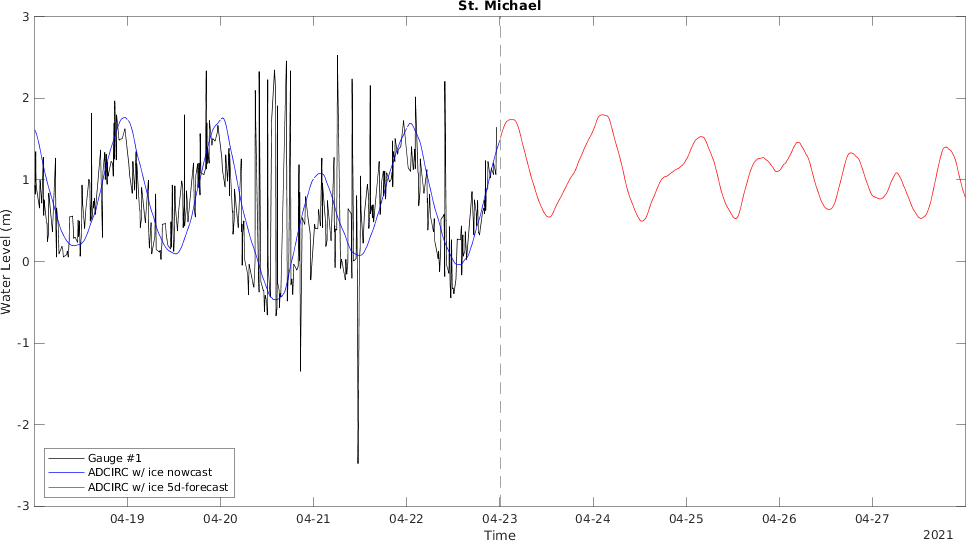 St. Michael
3
2
1
0
-1
-2
-3
Water Level (m)
Gauge #1
ADCIRC w/ ice nowcast
ADCIRC w/ ice 5d-forecast
04-19 04-20 04-21 04-22 04-23 04-24 04-25 04-26 04-27
Time
2021